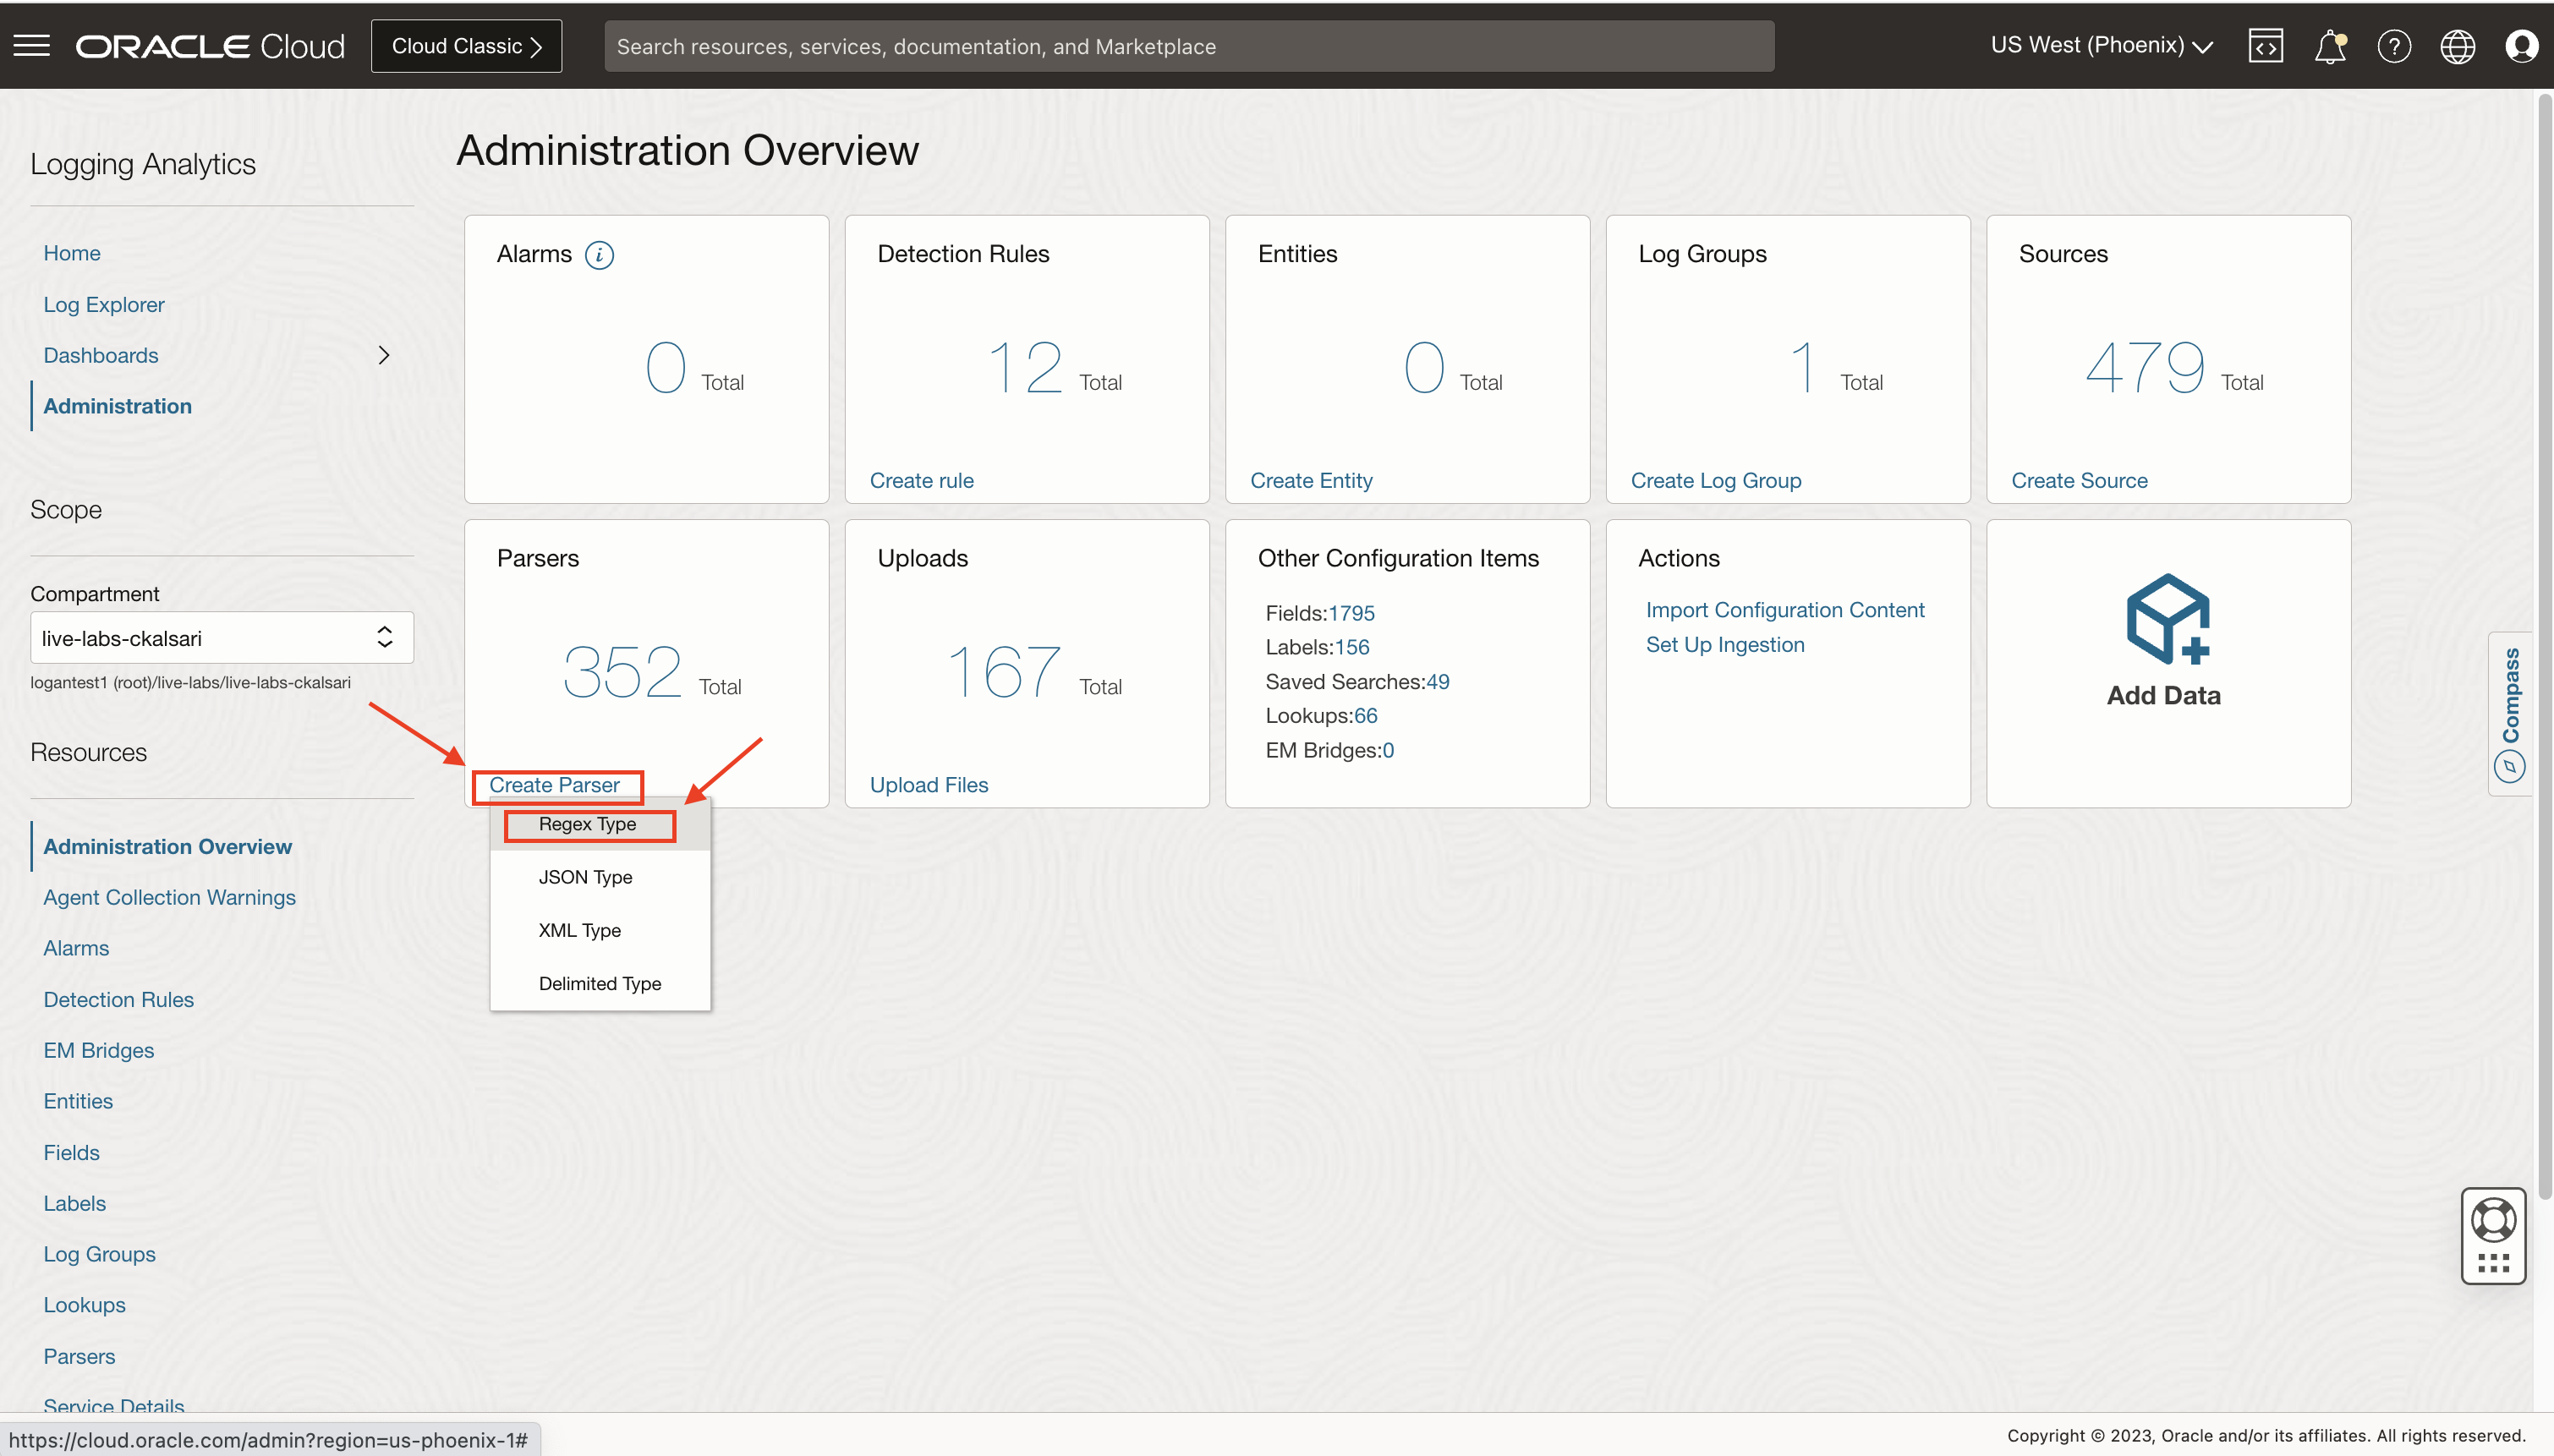 ORACLE Cloud
Cloud Classic
Search resources, services, documentation, and Marketplace
US West (Phoenix)
Logging Analytics
Home
Log Explorer
Dashboards
Administration
Scope
Compartment
live-labs-ckalsari
logantest1 (root)/live-labs/live-labs-ckalsari
Resources
Administration Overview
Agent Collection Warnings
Alarms
Detection Rules
EM Bridges
Entities
Fields
Labels
Log Groups
Lookups
Parsers
Service Details
Administration Overview
Alarms
0 Total
Detection Rules
12 Total
Create rule
Entities
0 Total
Create Entity
Log Groups
1 Total
Create Log Group
Sources
479 Total
Create Source
Parsers
352 Total
Create Parser
Regex Type
JSON Type
XML Type
Delimited Type
Uploads
167 Total
Upload Files
Other Configuration Items
Fields:1795
Labels:156
Saved Searches:49
Lookups:66
EM Bridges:0
Actions
Import Configuration Content
Set Up Ingestion
Add Data
Compass
https://cloud.oracle.com/admin?region=us-phoenix-1#
Copyright © 2023, Oracle and/or its affiliates. All rights reserved.